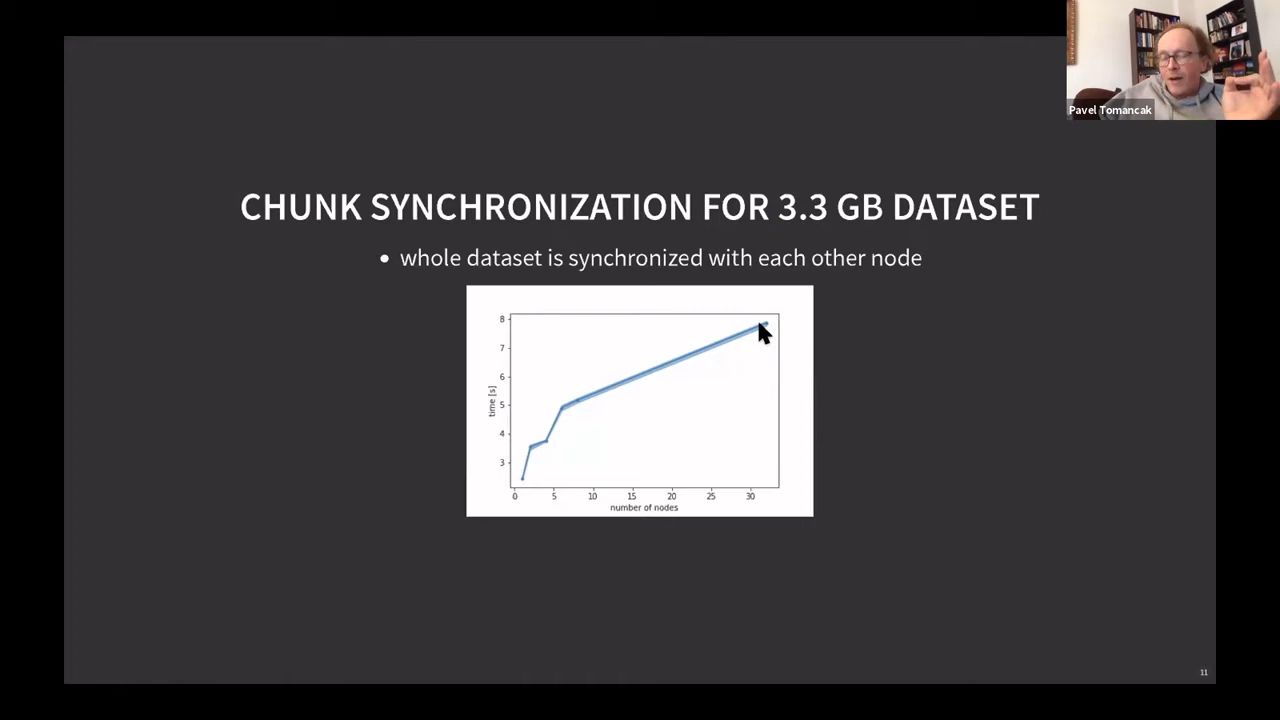 Pavel Tomancak
CHUNK SYNCHRONIZATION FOR 3.3 GB DATASET
• whole dataset is synchronized with each other node
8
7
6
5
4
3
time [s]
0 5 10 15 20 25 30
number of nodes
11